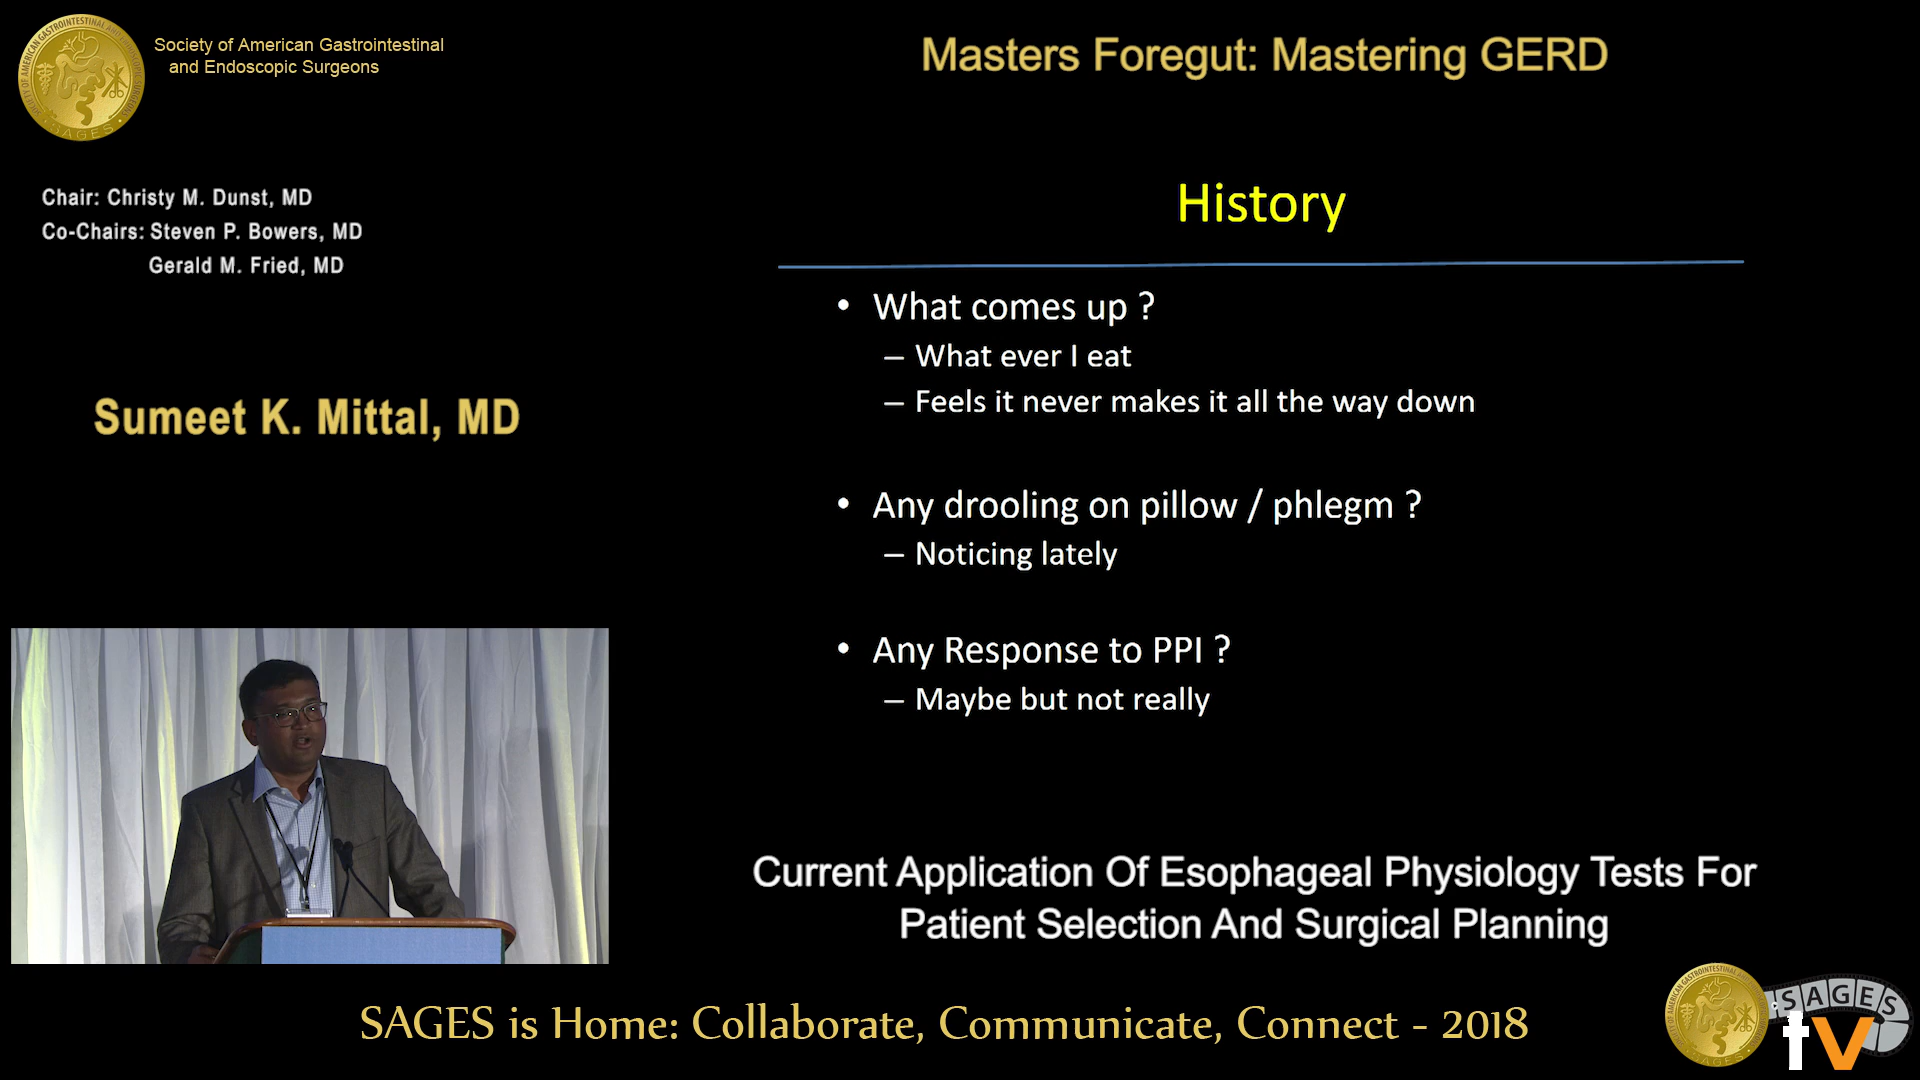 Society of American Gastrointestinal
and Endoscopic Surgeons
Masters Foregut: Mastering GERD
Chair: Christy M. Dunst, MD
Co-Chairs: Steven P. Bowers, MD
Gerald M. Fried, MD
Sumeet K. Mittal, MD
History
• What comes up ?
– What ever I eat
– Feels it never makes it all the way down
• Any drooling on pillow / phlegm ?
– Noticing lately
• Any Response to PPI ?
– Maybe but not really
Current Application Of Esophageal Physiology Tests For
Patient Selection And Surgical Planning
SAGES is Home: Collaborate, Communicate, Connect - 2018
SAGES
tv